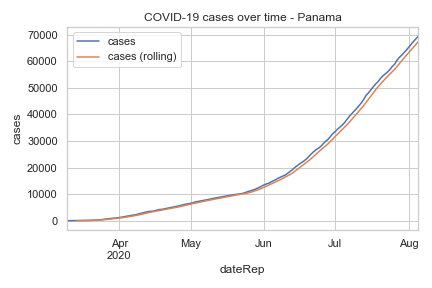 COVID-19 cases over time - Panama
cases
cases (rolling)
70000
60000
50000
40000
30000
20000
10000
0
cases
Apr May Jun Jul Aug
2020
dateRep